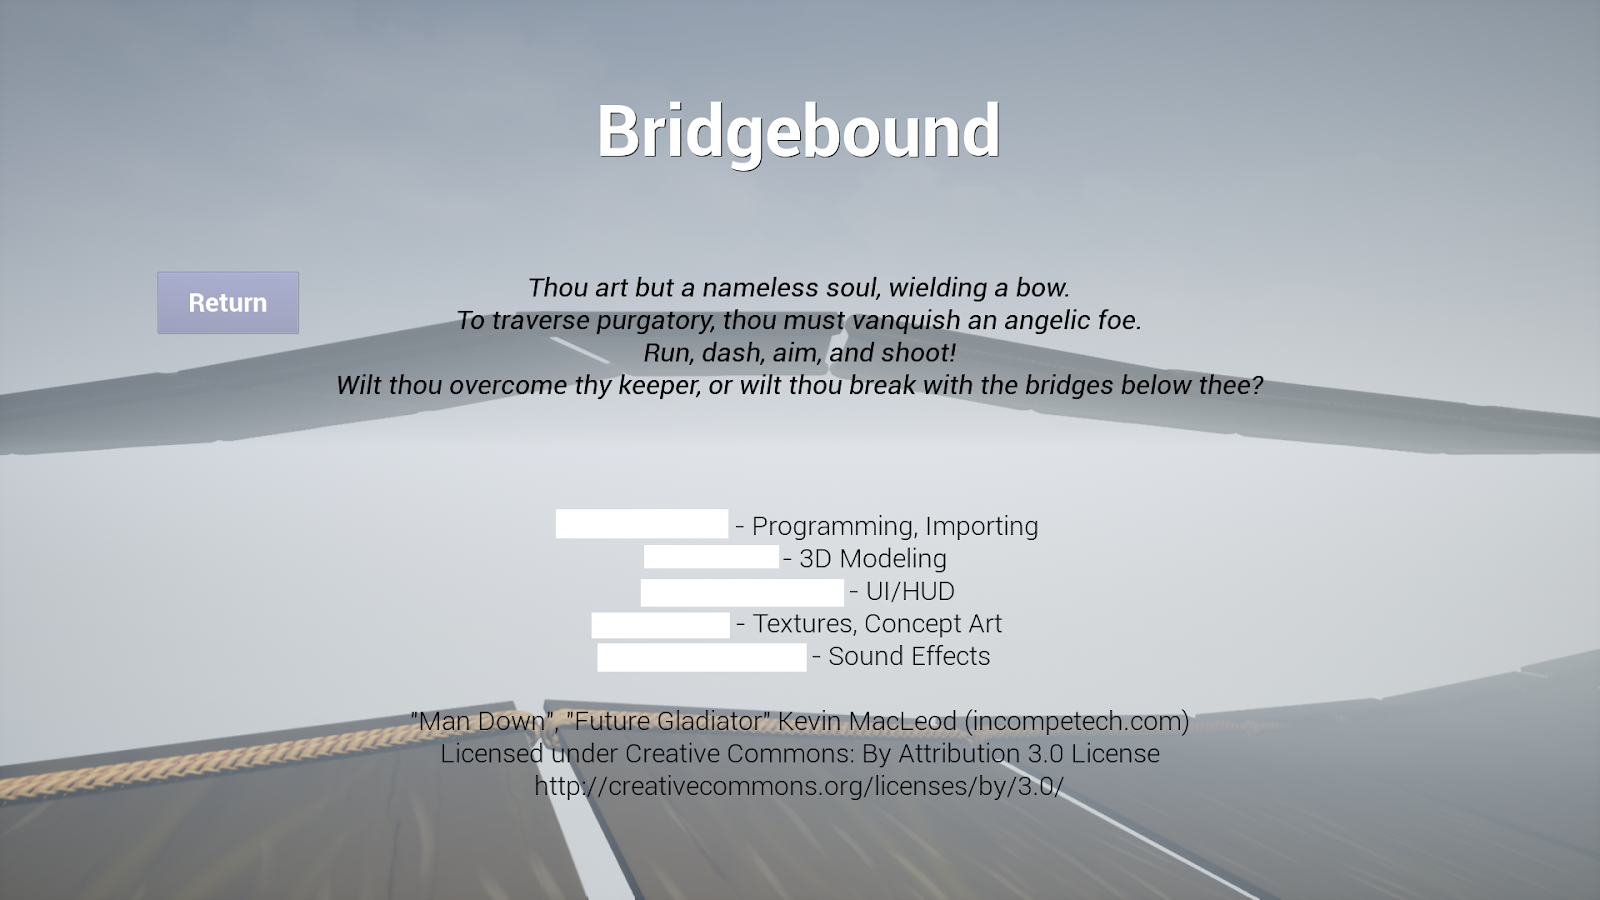 Bridgebound
Return
Thou art but a nameless soul, wielding a bow.
To traverse purgatory, thou must vanquish an angelic foe.
Run, dash, aim, and shoot!
Wilt thou overcome thy keeper, or wilt thou break with the bridges below thee?
- Programming, Importing
- 3D Modeling
- UI/HUD
- Textures, Concept Art
- Sound Effects
"Man Down", "Future Gladiator" Kevin MacLeod (incompetech.com)
Licensed under Creative Commons: By Attribution 3.0 License
http://creativecommons.org/licenses/by/3.0/